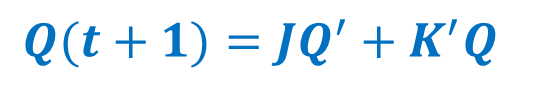 Q(t + 1) = JQ′ + K′Q